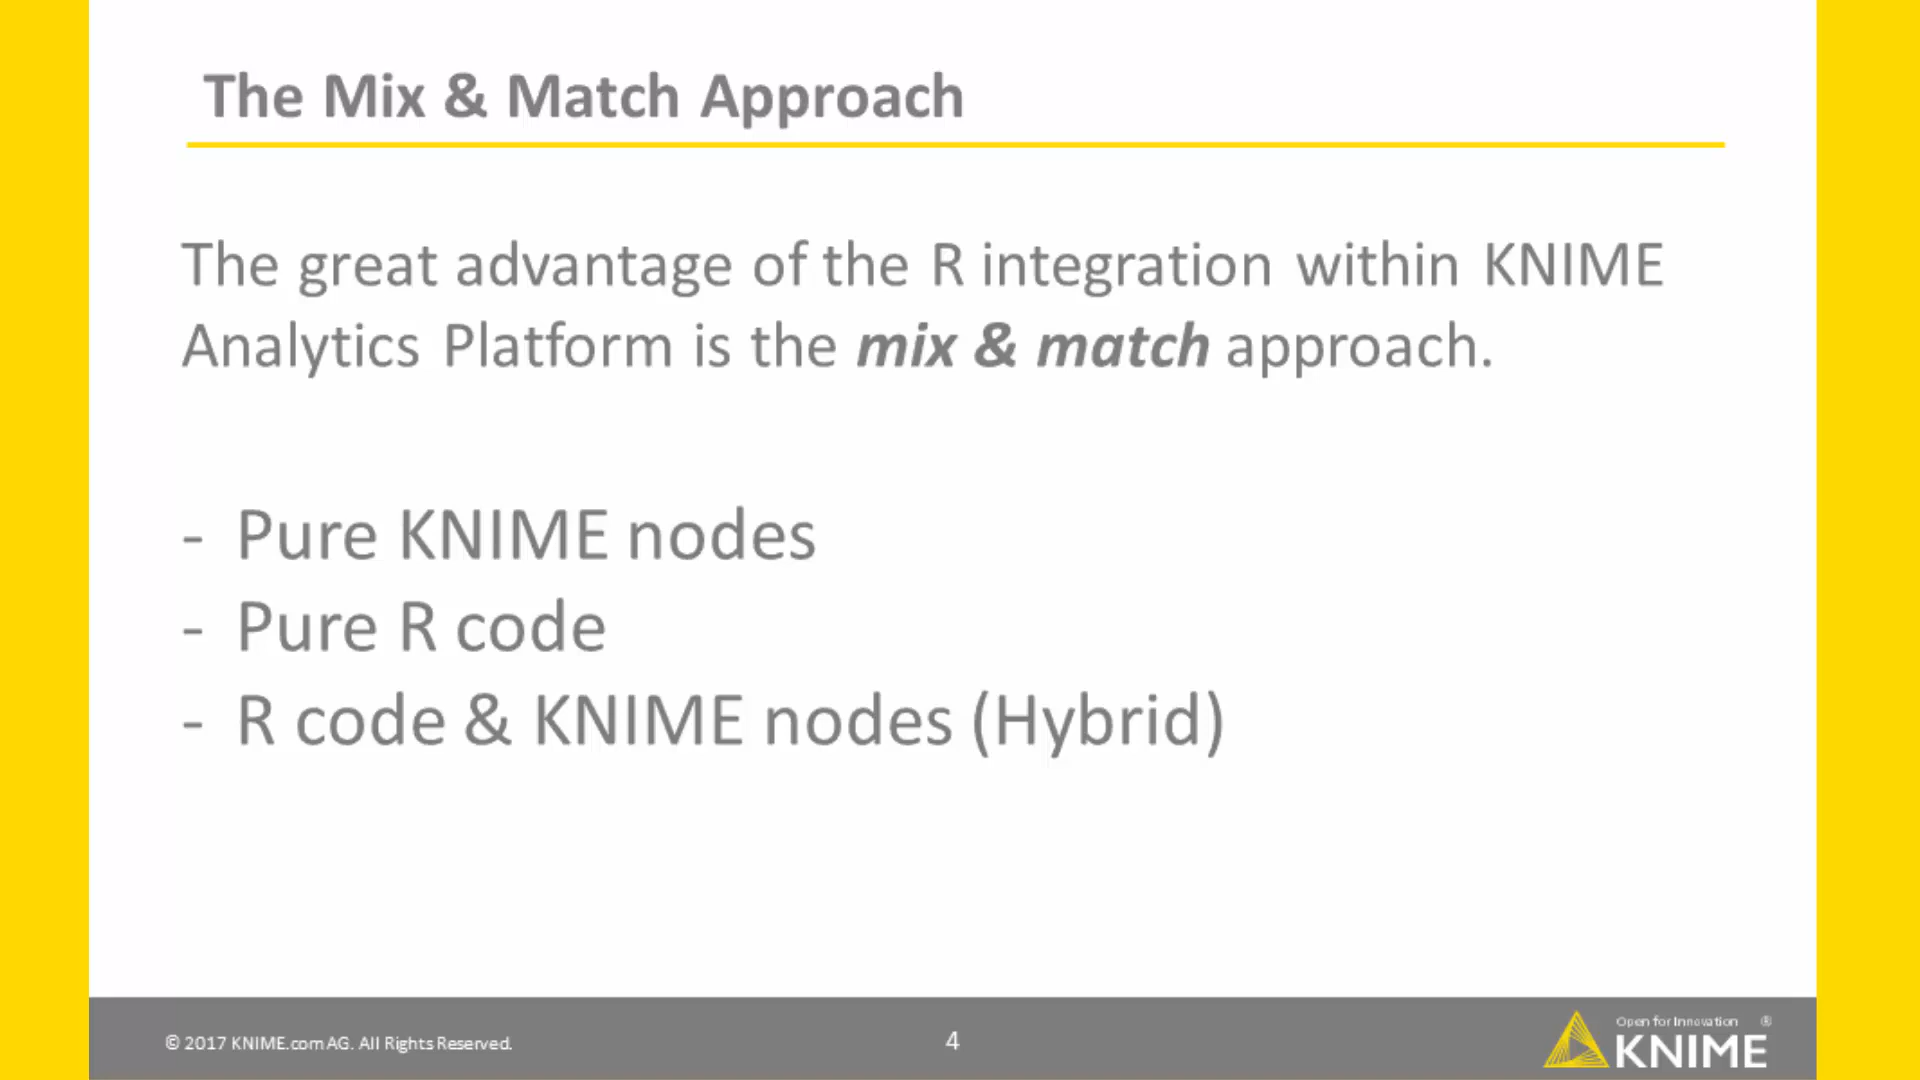 The Mix & Match Approach
The great advantage of the R integration within KNIME
Analytics Platform is the mix & match approach.
- Pure KNIME nodes
- Pure R code
- R code & KNIME nodes (Hybrid)
© 2017 KNIME.com AG. All Rights Reserved.
4
Open for Innovation ®
KNIME